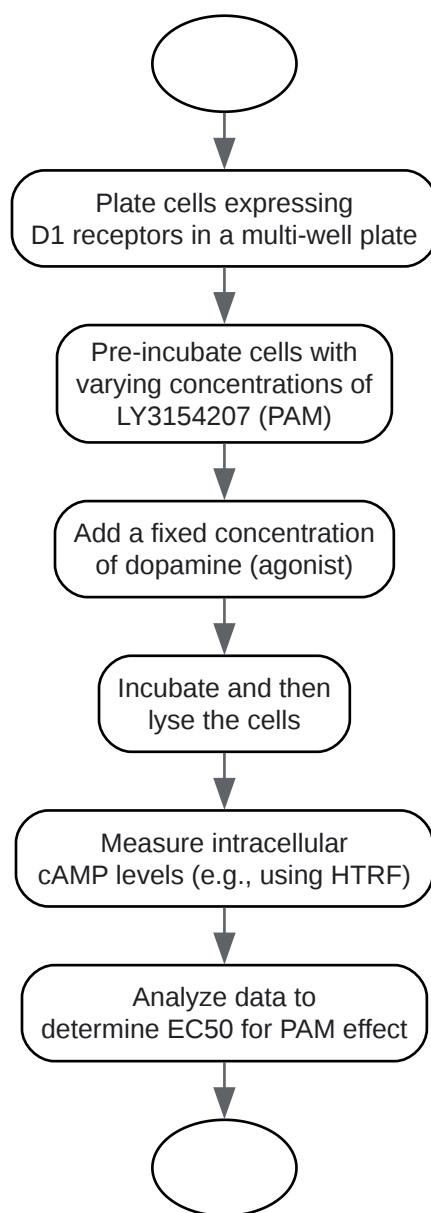 Plate cells expressing
D1 receptors in a multi-well plate
Pre-incubate cells with
varying concentrations of
LY3154207 (PAM)
Add a fixed concentration
of dopamine (agonist)
Incubate and then
lyse the cells
Measure intracellular
cAMP levels (e.g., using HTRF)
Analyze data to
determine EC50 for PAM effect